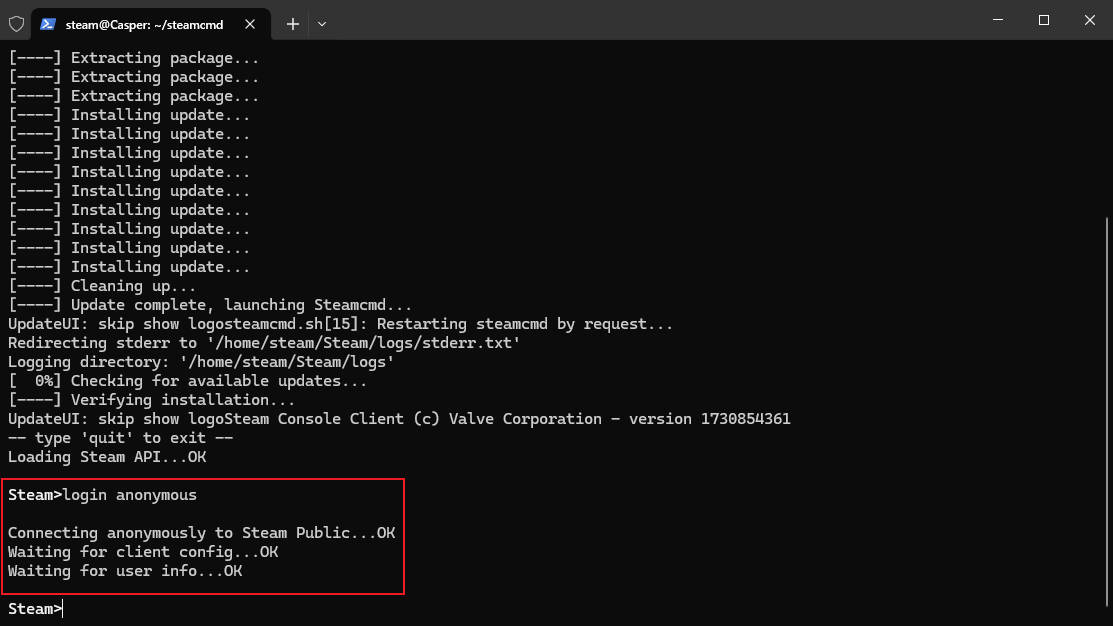 steam@Casper: ~/steamcmd
[----] Extracting package...
[----] Extracting package...
[----] Extracting package...
[----] Installing update...
[----] Installing update...
[----] Installing update...
[----] Installing update...
[----] Installing update...
[----] Installing update...
[----] Installing update...
[----] Installing update...
[----] Installing update...
[----] Cleaning up...
[----] Update complete, launching Steamcmd...
UpdateUI: skip show logosteamcmd.sh[15]: Restarting steamcmd by request...
Redirecting stderr to '/home/steam/Steam/logs/stderr.txt'
Logging directory: '/home/steam/Steam/logs'
[  0%] Checking for available updates...
[----] Verifying installation...
UpdateUI: skip show logoSteam Console Client (c) Valve Corporation - version 1730854361
-- type 'quit' to exit --
Loading Steam API...OK
Steam>login anonymous
Connecting anonymously to Steam Public...OK
Waiting for client config...OK
Waiting for user info...OK
Steam>